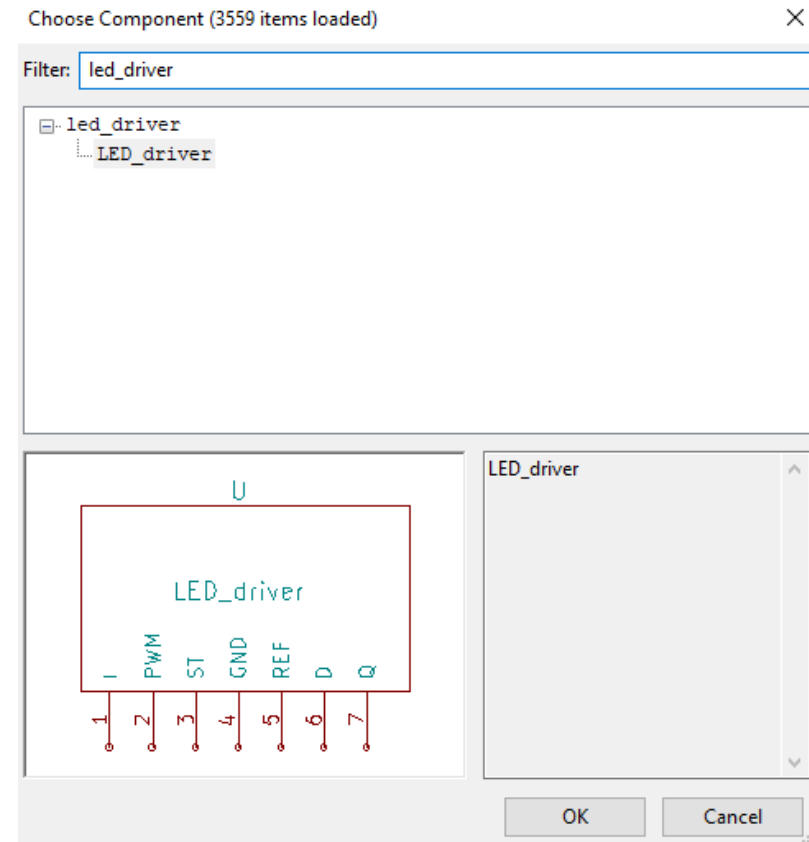 Choose Component (3559 items loaded)
Filter: led_driver
led_driver
LED_driver
U
LED_driver
I PWM ST GND REF D Q
1 2 3 4 5 6 7
LED_driver
OK Cancel